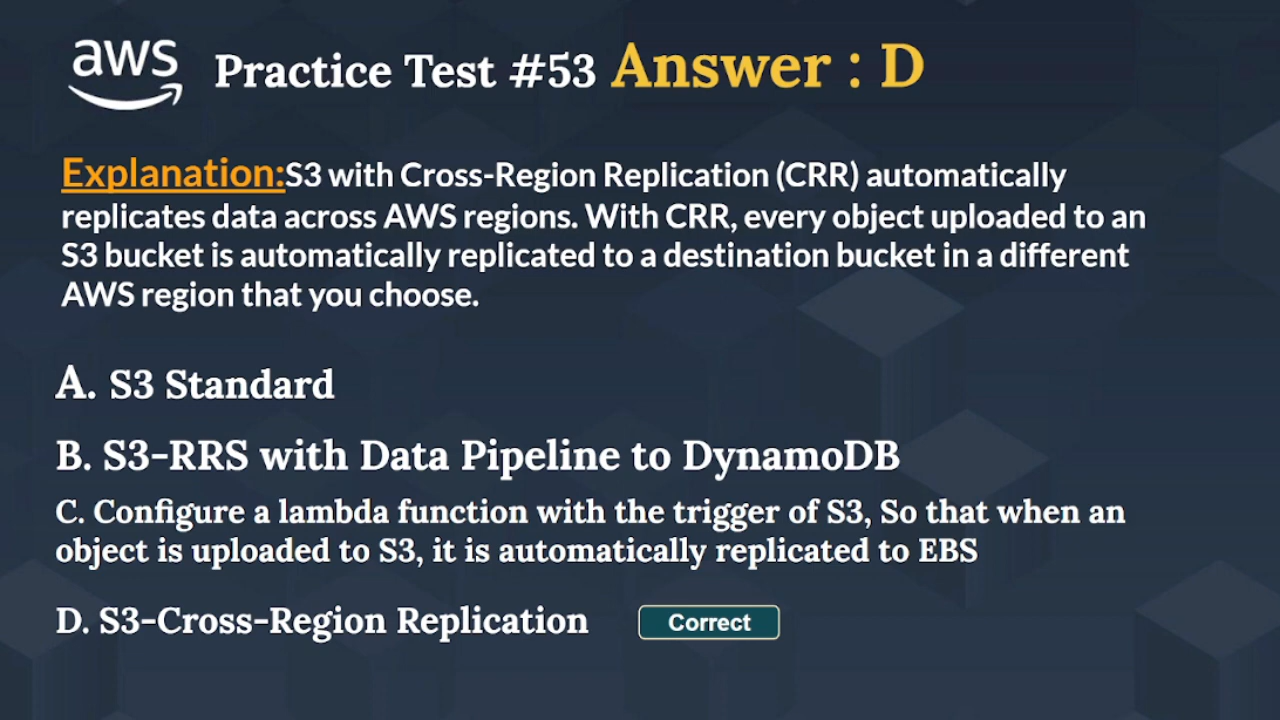 aws
Practice Test #53 Answer : D
Explanation:S3 with Cross-Region Replication (CRR) automatically
replicates data across AWS regions. With CRR, every object uploaded to an
S3 bucket is automatically replicated to a destination bucket in a different
AWS region that you choose.
A. S3 Standard
B. S3-RRS with Data Pipeline to DynamoDB
C. Configure a lambda function with the trigger of S3, So that when an
object is uploaded to S3, it is automatically replicated to EBS
D. S3-Cross-Region Replication Correct